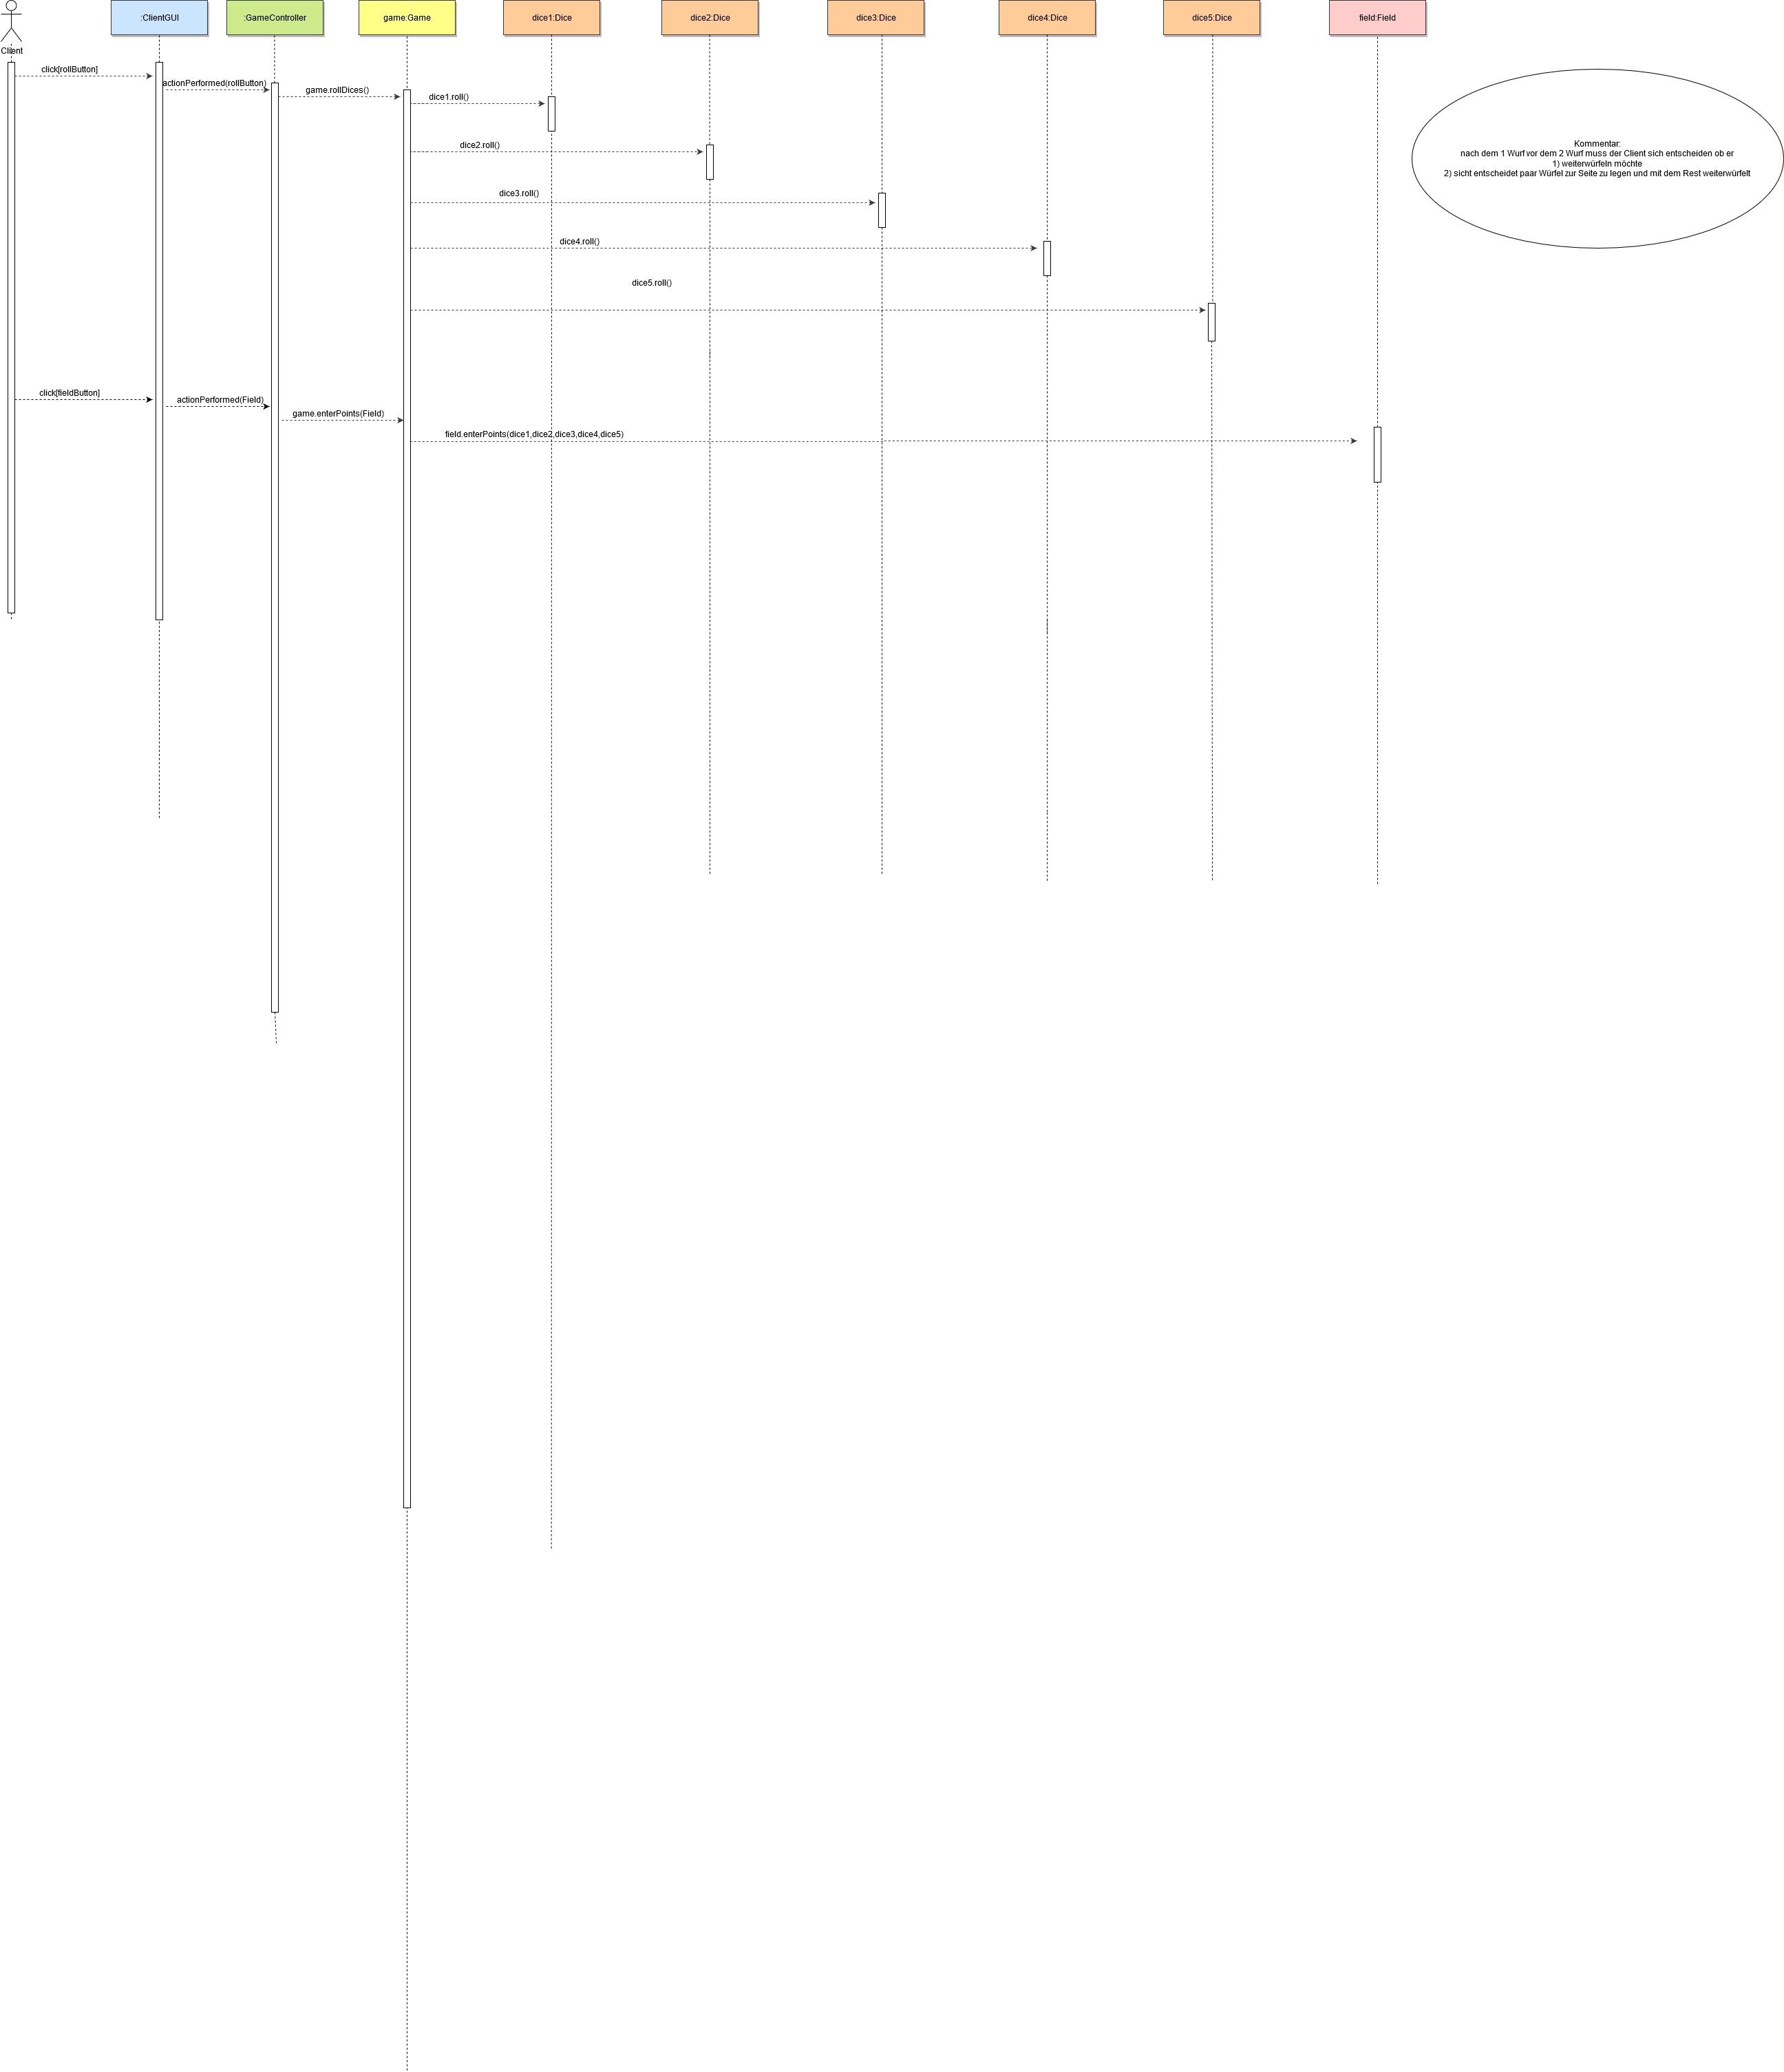 :ClientGUI
:GameController
game:Game
dice1:Dice
dice2:Dice
dice3:Dice
dice4:Dice
dice5:Dice
field:Field
Client
click[rollButton]
actionPerformed(rollButton)
game.rollDices()
dice1.roll()
dice2.roll()
Kommentar:
nach dem 1 Wurf vor dem 2 Wurf muss der Client sich entscheiden ob er
1) weiterwürfeln möchte
2) sicht entscheidet paar Würfel zur Seite zu legen und mit dem Rest weiterwürfelt
dice3.roll()
dice4.roll()
dice5.roll()
click[fieldButton]
actionPerformed(Field)
game.enterPoints(Field)
field.enterPoints(dice1,dice2,dice3,dice4,dice5)